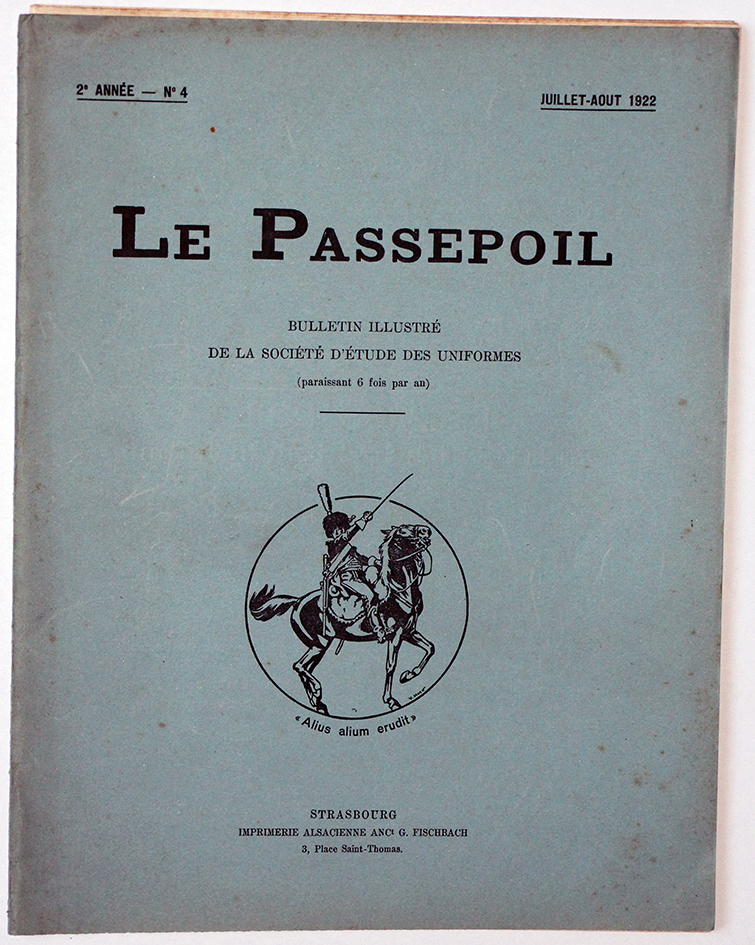 2e ANNÉE — No 4
JUILLET-AOUT 1922
LE PASSEPOIL
BULLETIN ILLUSTRÉ
DE LA SOCIÉTÉ D'ÉTUDE DES UNIFORMES
(paraissant 6 fois par an)
« Alius alium erudit »
STRASBOURG
IMPRIMERIE ALSACIENNE ANCt G. FISCHBACH
3, Place Saint-Thomas.